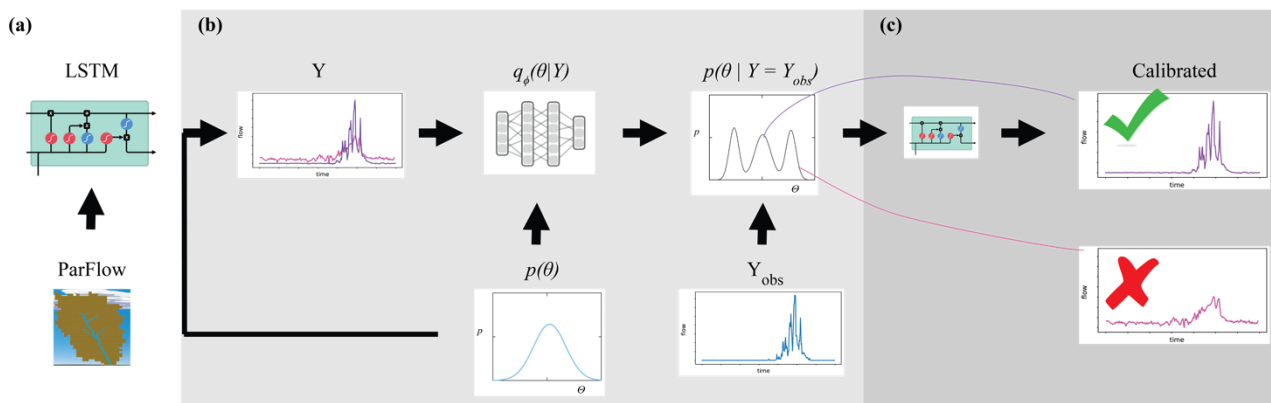 (a)
(b)
(c)
LSTM
Y
qϕ(θ|Y)
p(θ | Y = Yobs)
Calibrated
flow
time
p
Θ
flow
time
ParFlow
p(θ)
Yobs
p
Θ
flow
time
flow
time